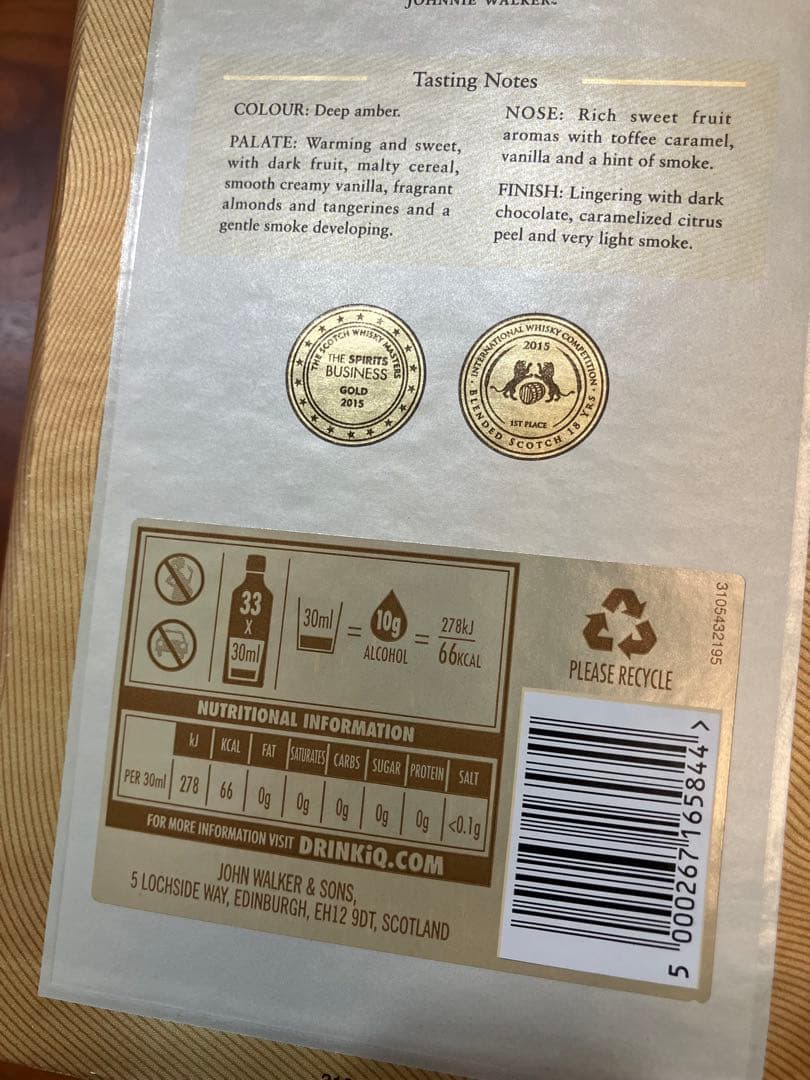 JOHNNIE WALKER
Tasting Notes
COLOUR: Deep amber.
PALATE: Warming and sweet,
with dark fruit, malty cereal,
smooth creamy vanilla, fragrant
almonds and tangerines and a
gentle smoke developing.
NOSE: Rich sweet fruit
aromas with toffee caramel,
vanilla and a hint of smoke.
FINISH: Lingering with dark
chocolate, caramelized citrus
peel and very light smoke.
THE SCOTCH WHISKY MASTERS
THE SPIRITS
BUSINESS
GOLD
2015
INTERNATIONAL WHISKY COMPETITION
2015
1ST PLACE
BLENDED SCOTCH 18 YRS
33
X
30ml
30ml = 10g = 278kJ
ALCOHOL 66KCAL
PLEASE RECYCLE
3105432195
NUTRITIONAL INFORMATION
kJ KCAL FAT SATURATES CARBS SUGAR PROTEIN SALT
PER 30ml 278 66 0g 0g 0g 0g 0g <0.1g
FOR MORE INFORMATION VISIT DRINKiQ.COM
JOHN WALKER & SONS,
5 LOCHSIDE WAY, EDINBURGH, EH12 9DT, SCOTLAND
5 000267 165844 >